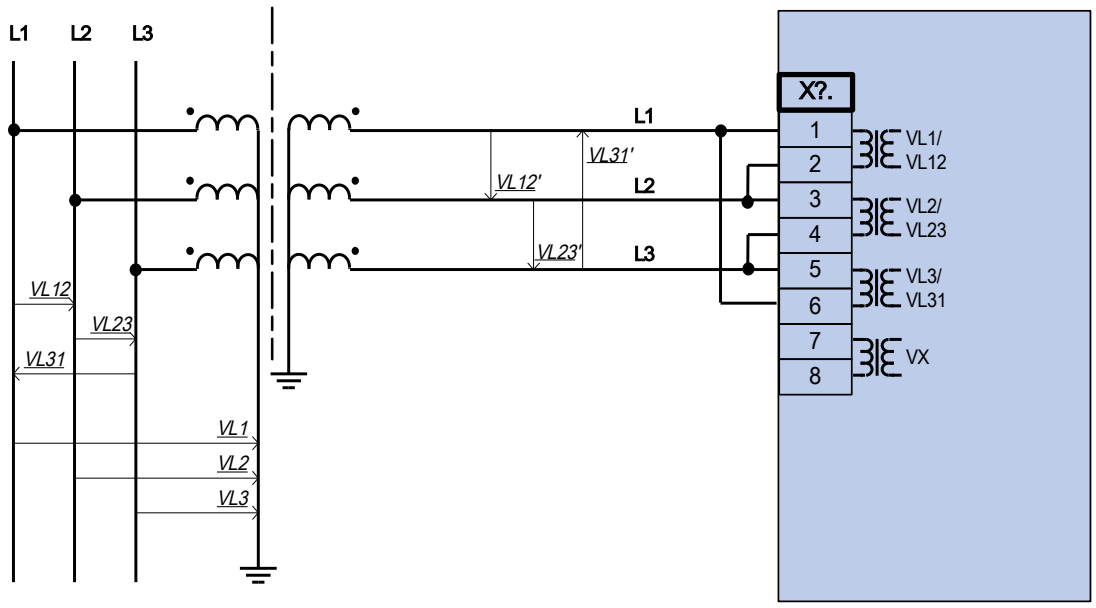 L1 L2 L3
X?.
L1
1
VL1/
VL12
VL31'
2
VL12'
L2
3
VL2/
VL23
4
VL23'
L3
5
VL3/
VL31
VL12
6
VL23
7
VX
VL31
8
VL1
VL2
VL3